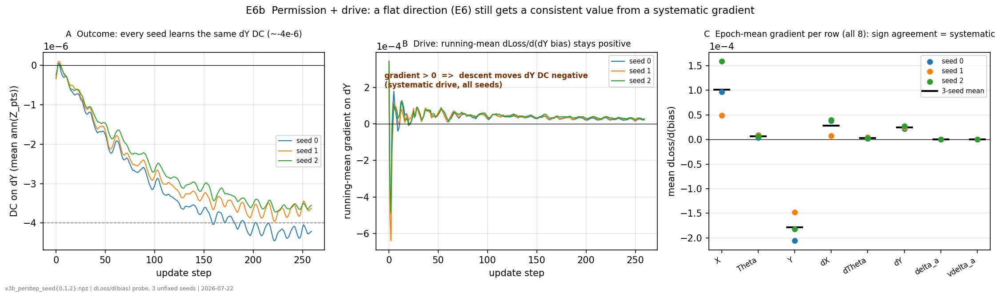 E6b  Permission + drive: a flat direction (E6) still gets a consistent value from a systematic gradient
A  Outcome: every seed learns the same dY DC (~-4e-6)
1e−6
0
−1
−2
−3
−4
DC on dY (mean ann(Z_pts))
seed 0
seed 1
seed 2
0
50
100
150
200
250
update step
B  Drive: running-mean dLoss/d(dY bias) stays positive
1e−4
2
0
−2
−4
−6
running-mean gradient on dY
gradient > 0  =>  descent moves dY DC negative
(systematic drive, all seeds)
seed 0
seed 1
seed 2
0
50
100
150
200
250
update step
C  Epoch-mean gradient per row (all 8): sign agreement = systematic
1e−4
1.5
1.0
0.5
0.0
−0.5
−1.0
−1.5
−2.0
mean dLoss/d(bias)
seed 0
seed 1
seed 2
3-seed mean
X
Theta
Y
dX
dTheta
dY
delta_a
vdelta_a
v3b_perstep_seed{0,1,2}.npz | dLoss/d(bias) probe, 3 unfixed seeds | 2026-07-22